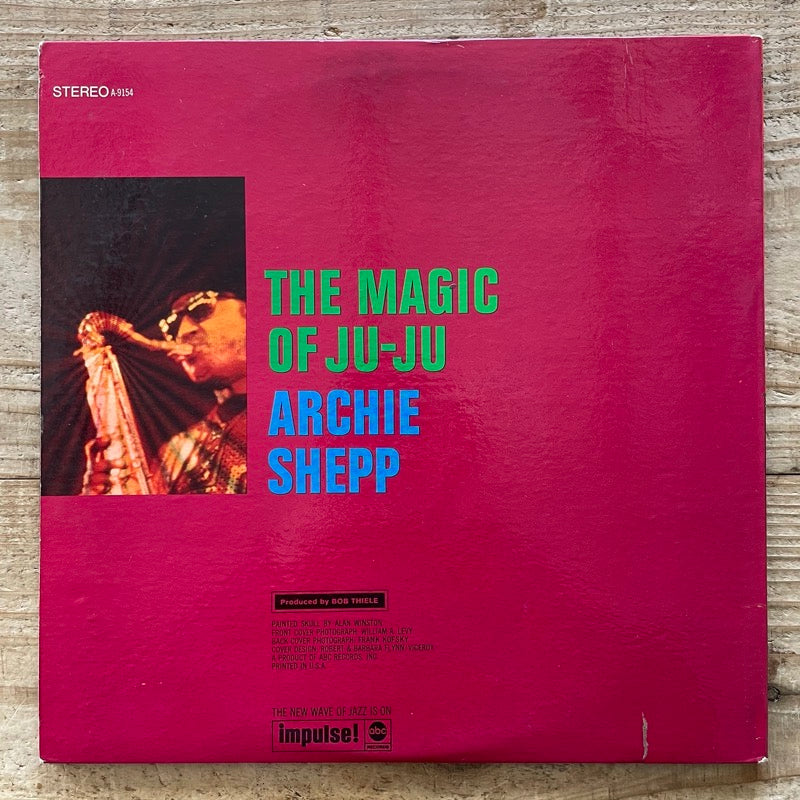 STEREO A-9154
THE MAGIC
OF JU-JU
ARCHIE
SHEPP
Produced by BOB THIELE
PAINTED SKULL BY ALAN WINSTON
FRONT COVER PHOTOGRAPH: WILLIAM R. LEVY
BACK COVER PHOTOGRAPH: FRANK KOFSKY
COVER DESIGN: ROBERT & BARBARA FLYNN, VICEROY
A PRODUCT OF ABC RECORDS, INC.
PRINTED IN U.S.A.
THE NEW WAVE OF JAZZ IS ON
impulse! abc
RECORDS